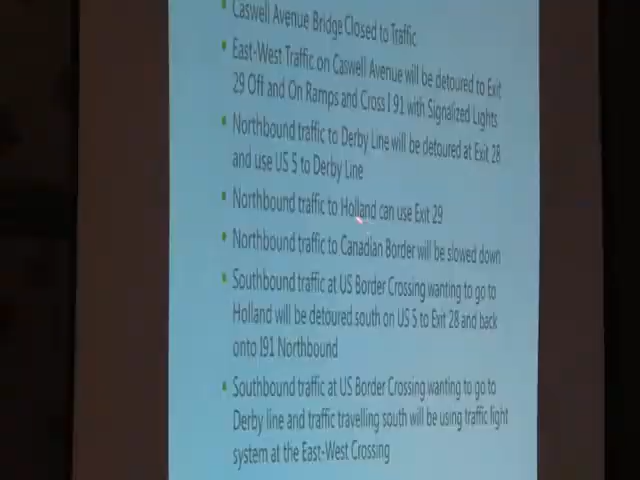 Caswell Avenue Bridge Closed to Traffic
East-West Traffic on Caswell Avenue will be detoured to Exit
29 Off and On Ramps and Cross I 91 with Signalized Lights
Northbound traffic to Derby Line will be detoured at Exit 28
and use US 5 to Derby Line
Northbound traffic to Holland can use Exit 29
Northbound traffic to Canadian Border will be slowed down
Southbound traffic at US Border Crossing wanting to go to
Holland will be detoured south on US 5 to Exit 28 and back
onto I91 Northbound
Southbound traffic at US Border Crossing wanting to go to
Derby line and traffic travelling south will be using traffic light
system at the East-West Crossing